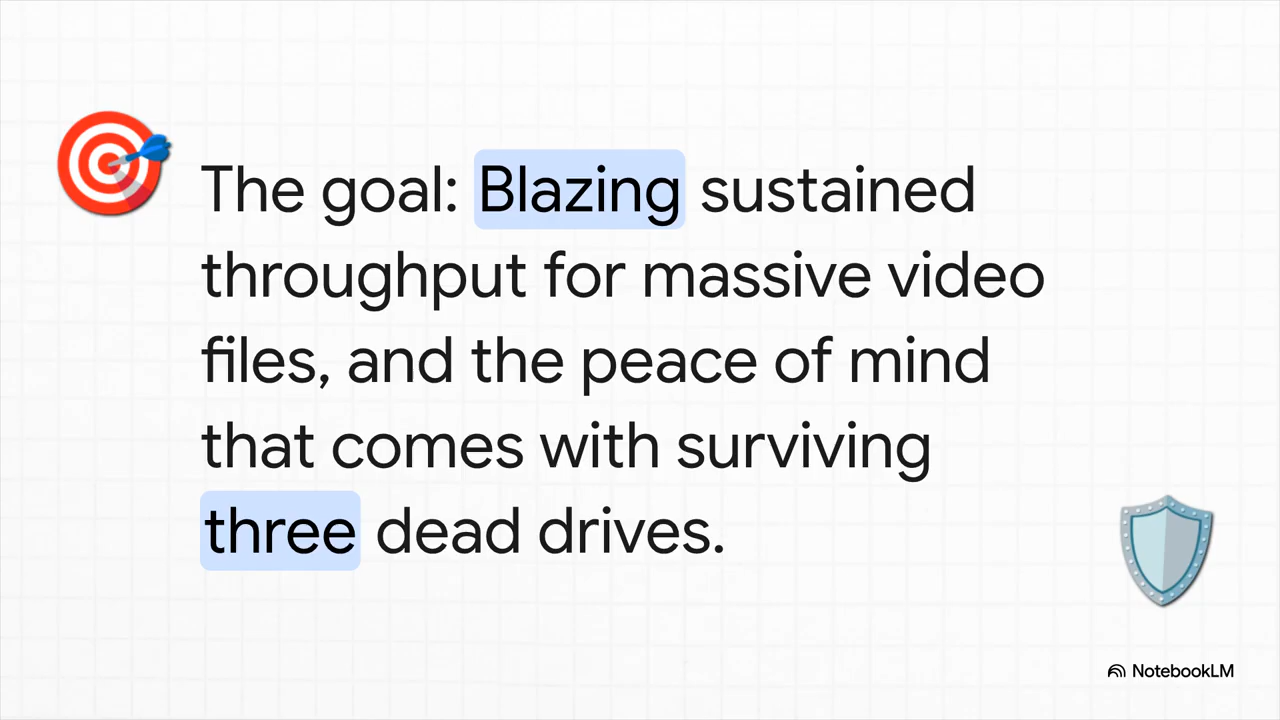 The goal: Blazing sustained
throughput for massive video
files, and the peace of mind
that comes with surviving
three dead drives.
NotebookLM